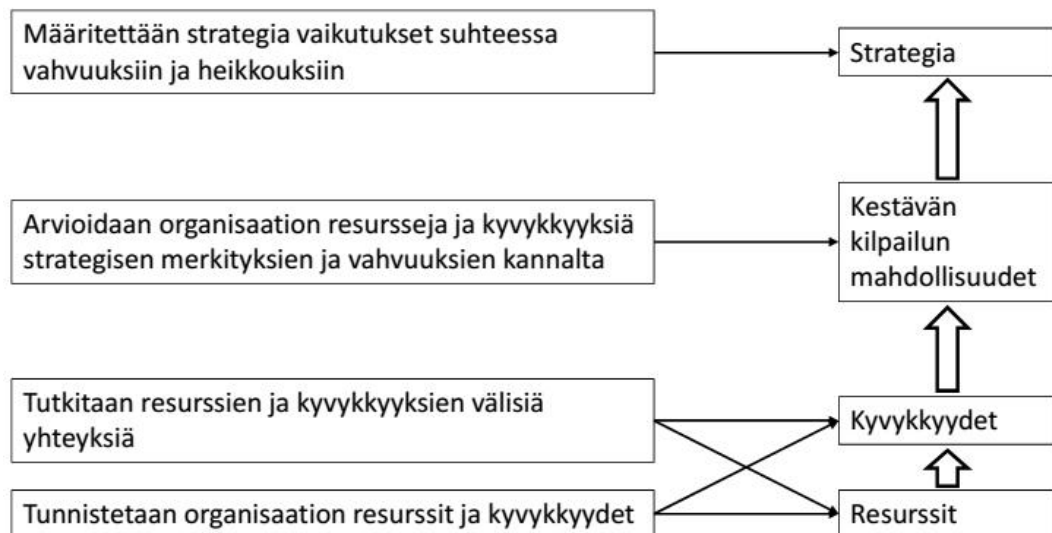 Määritettään strategia vaikutukset suhteessa
vahvuuksiin ja heikkouksiin
Strategia
Arvioidaan organisaation resursseja ja kyvykkyyksiä
strategisen merkityksien ja vahvuuksien kannalta
Kestävän
kilpailun
mahdollisuudet
Tutkitaan resurssien ja kyvykkyyksien välisiä
yhteyksiä
Kyvykkyydet
Tunnistetaan organisaation resurssit ja kyvykkyydet
Resurssit